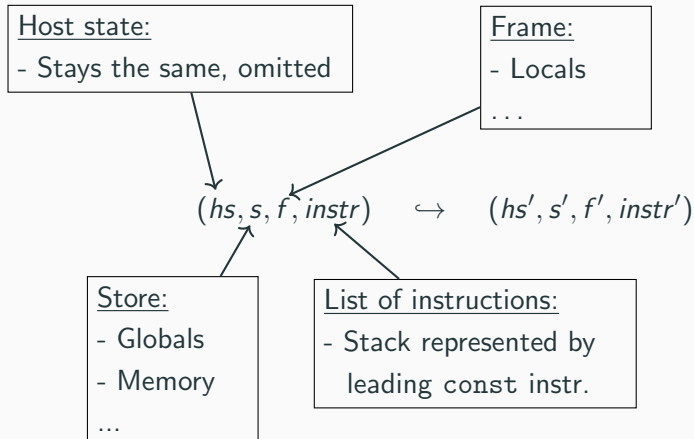 Host state:
- Stays the same, omitted
Frame:
- Locals
...
(hs, s, f, instr) ↪ (hs′, s′, f′, instr′)
Store:
- Globals
- Memory
...
List of instructions:
- Stack represented by
leading const instr.